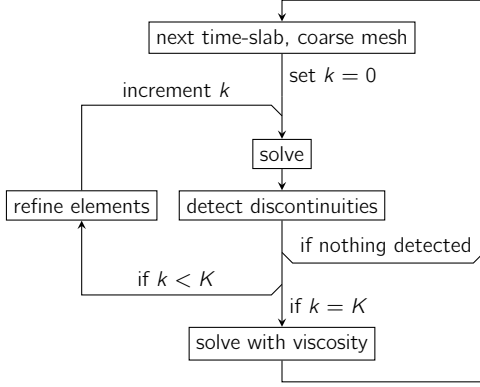 next time-slab, coarse mesh
set k = 0
increment k
solve
refine elements
detect discontinuities
if nothing detected
if k < K
if k = K
solve with viscosity